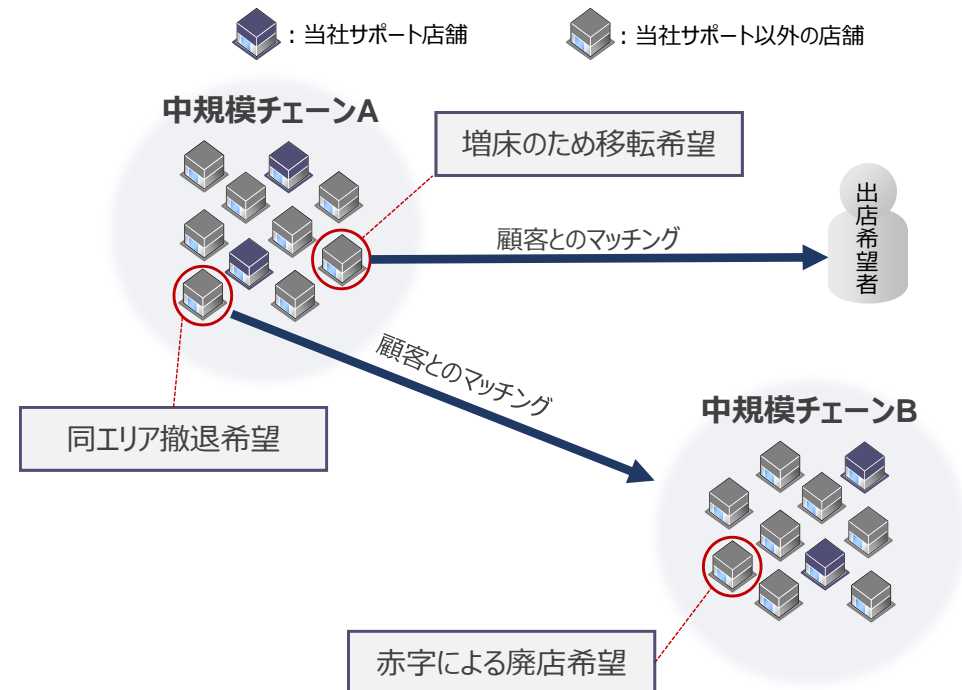 ：当社サポート店舗
：当社サポート以外の店舗
中規模チェーンA
増床のため移転希望
顧客とのマッチング
出店希望者
顧客とのマッチング
同エリア撤退希望
中規模チェーンB
赤字による廃店希望